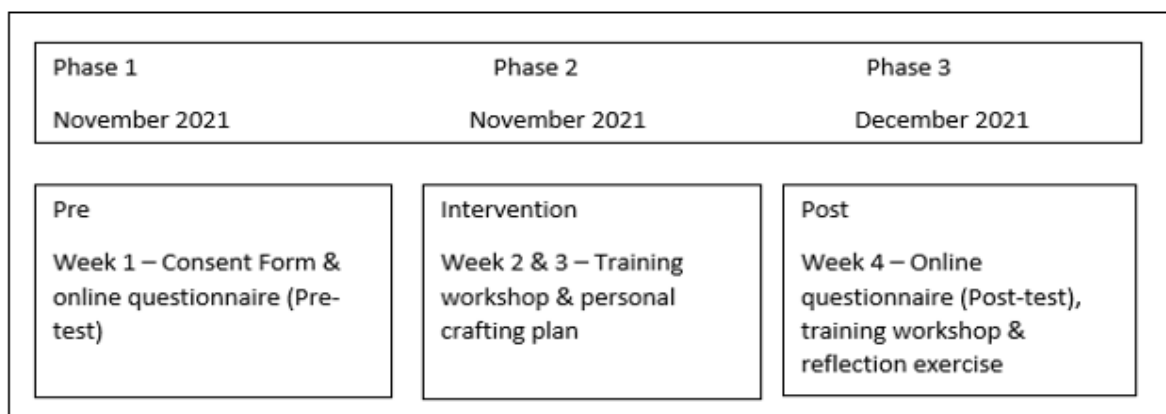 Phase 1 Phase 2 Phase 3
November 2021 November 2021 December 2021
Pre
Week 1 – Consent Form &
online questionnaire (Pre-
test)
Intervention
Week 2 & 3 – Training
workshop & personal
crafting plan
Post
Week 4 – Online
questionnaire (Post-test),
training workshop &
reflection exercise